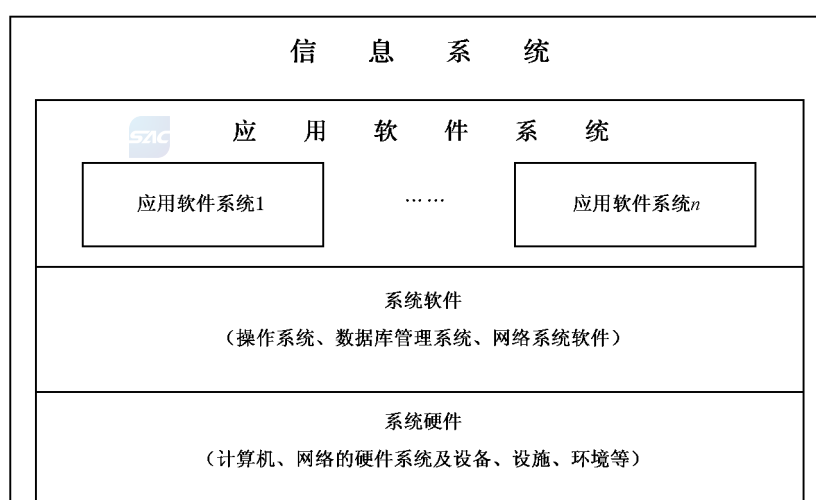 信息系统
SAC
应用软件系统
应用软件系统1
……
应用软件系统n
系统软件
（操作系统、数据库管理系统、网络系统软件）
系统硬件
（计算机、网络的硬件系统及设备、设施、环境等）